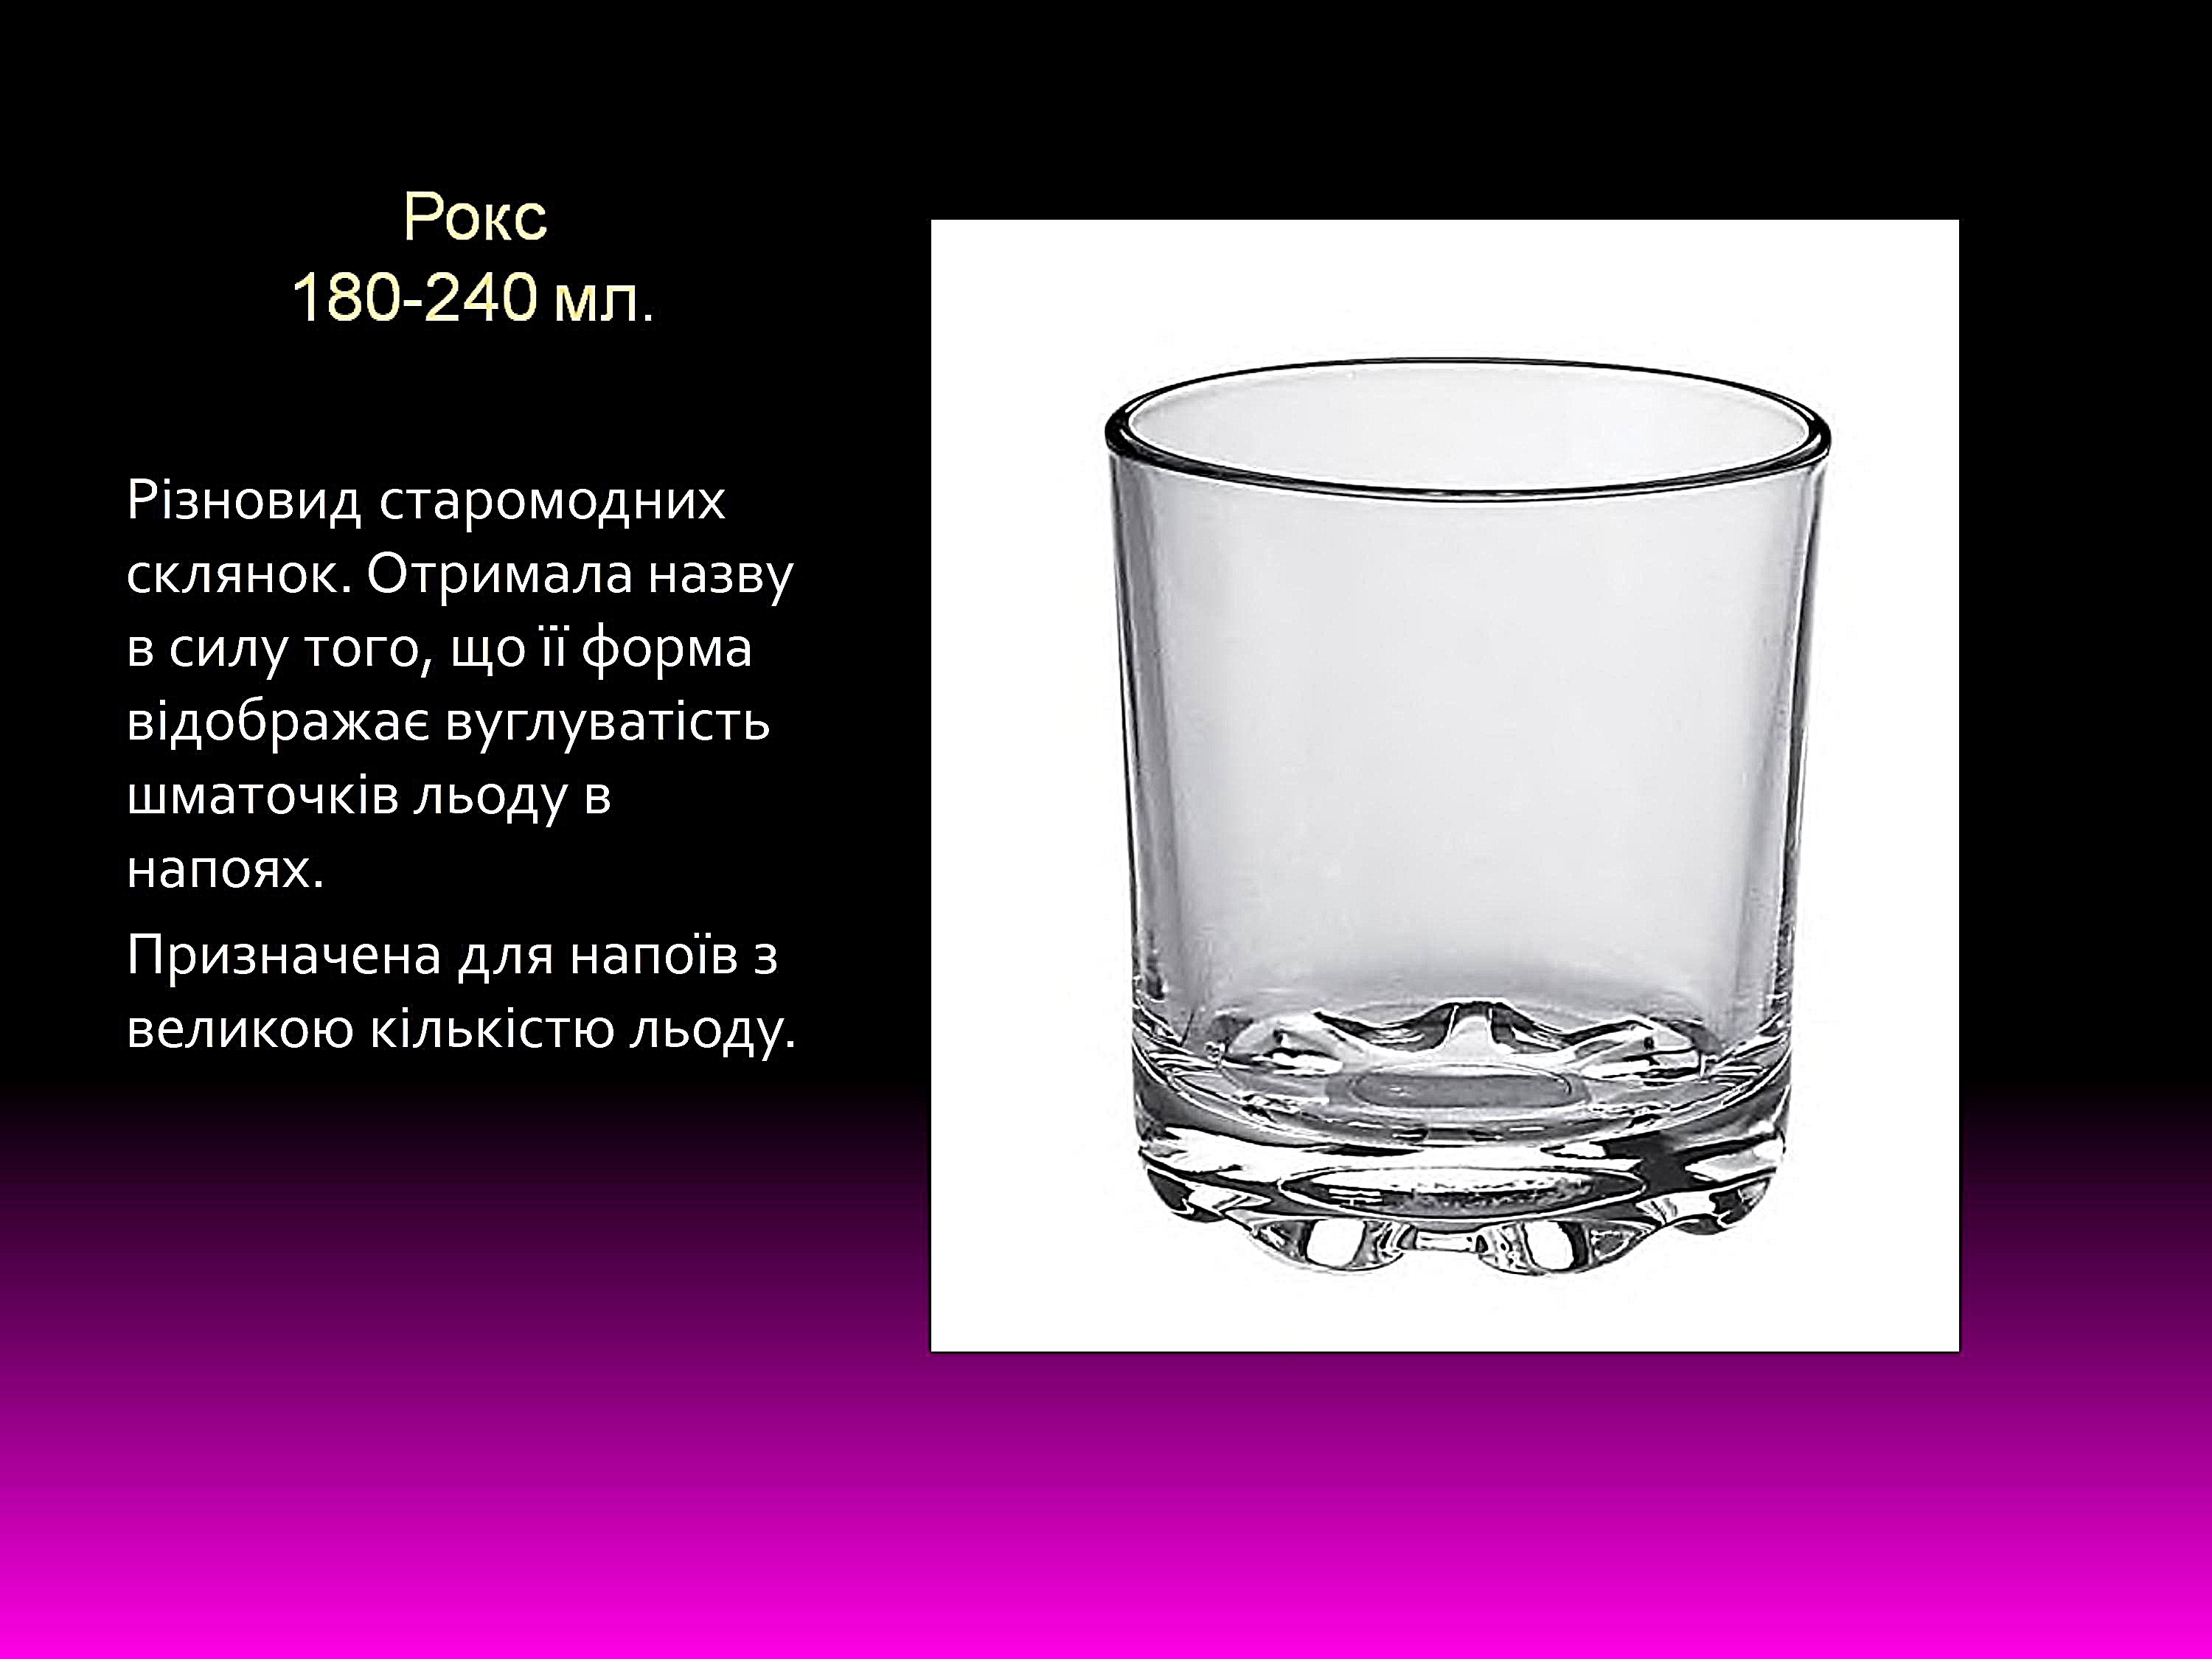 Рокс
180-240 мл.
Різновид старомодних
склянок. Отримала назву
в силу того, що її форма
відображає вуглуватість
шматочків льоду в
напоях.
Призначена для напоїв з
великою кількістю льоду.